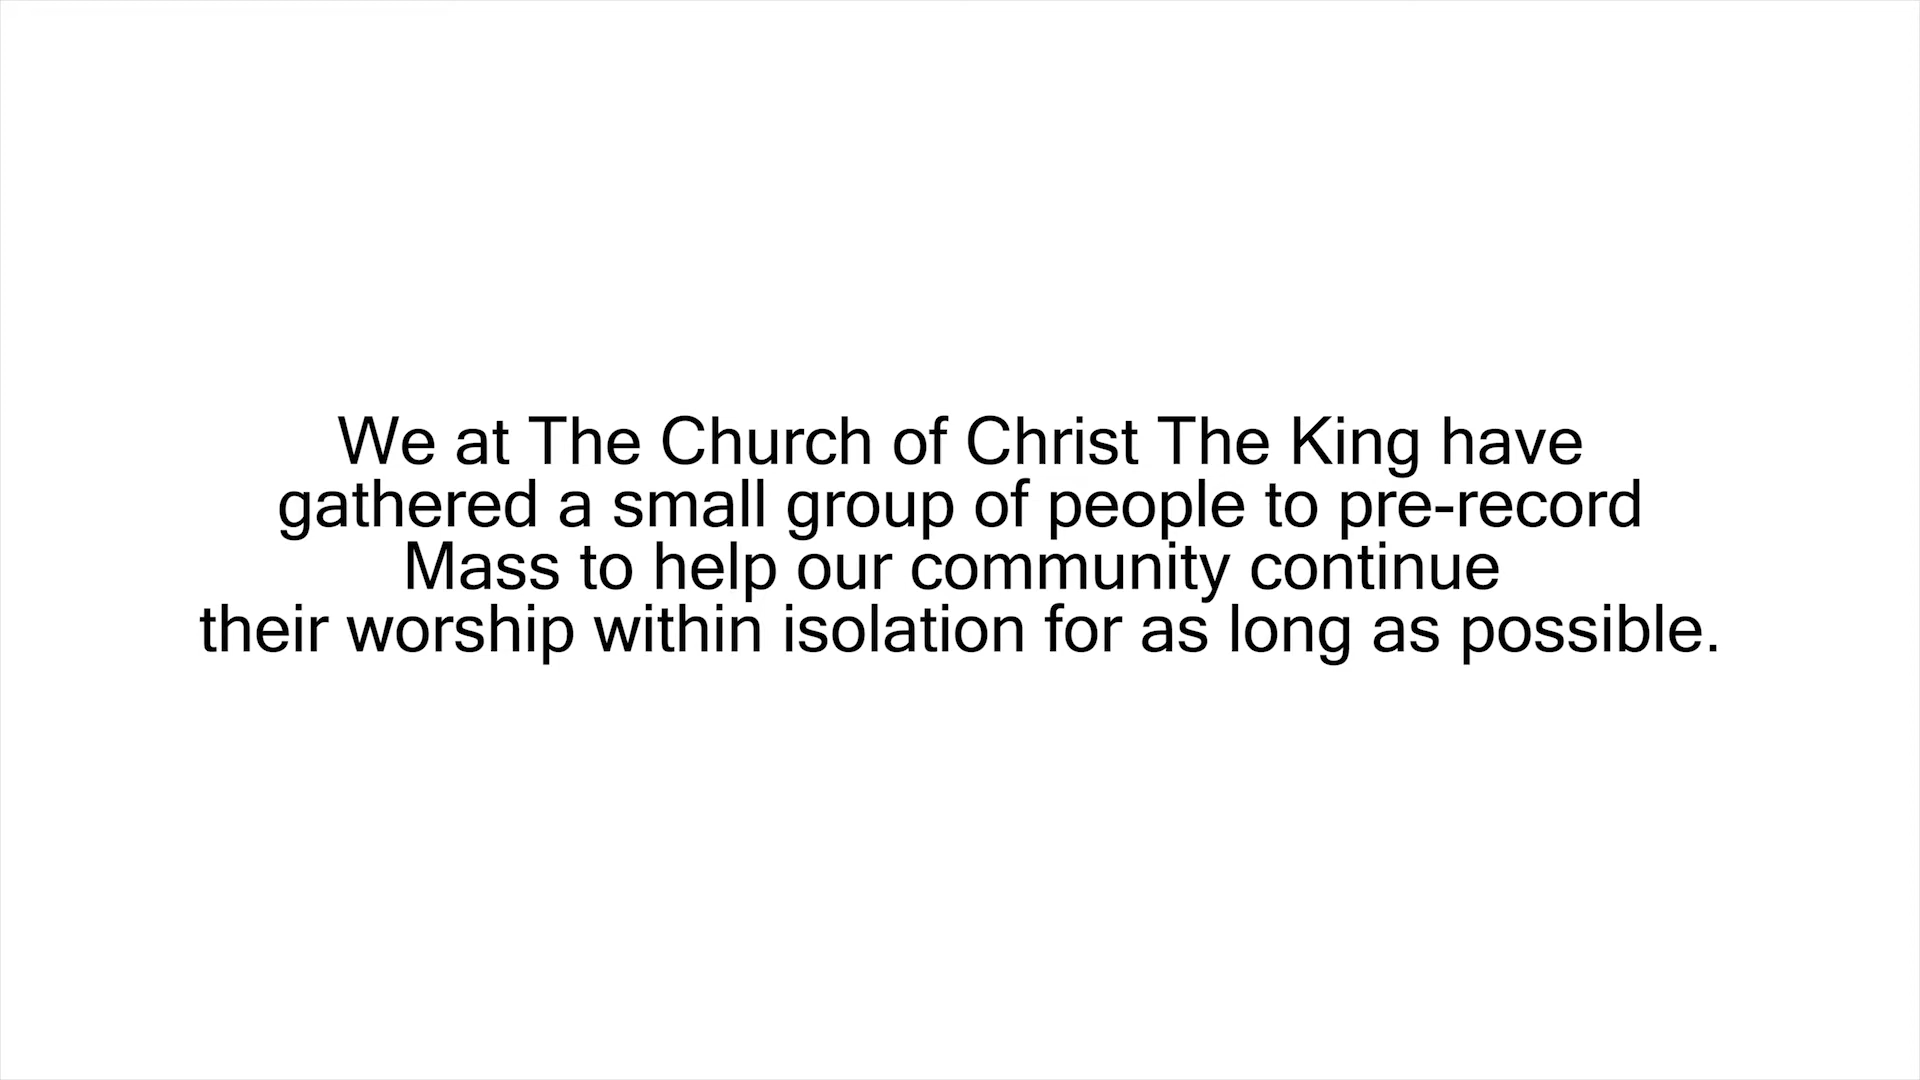 We at The Church of Christ The King have
gathered a small group of people to pre-record
Mass to help our community continue
their worship within isolation for as long as possible.